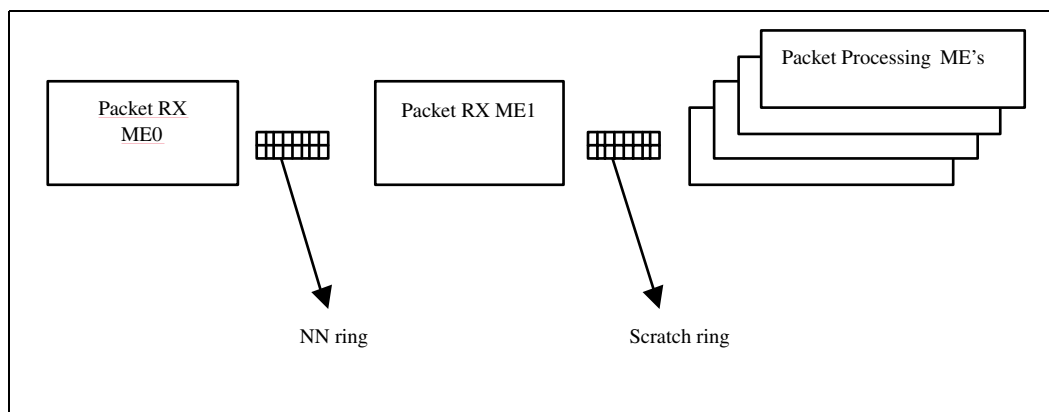 Packet RX
ME0
Packet RX ME1
Packet Processing ME's
NN ring
Scratch ring